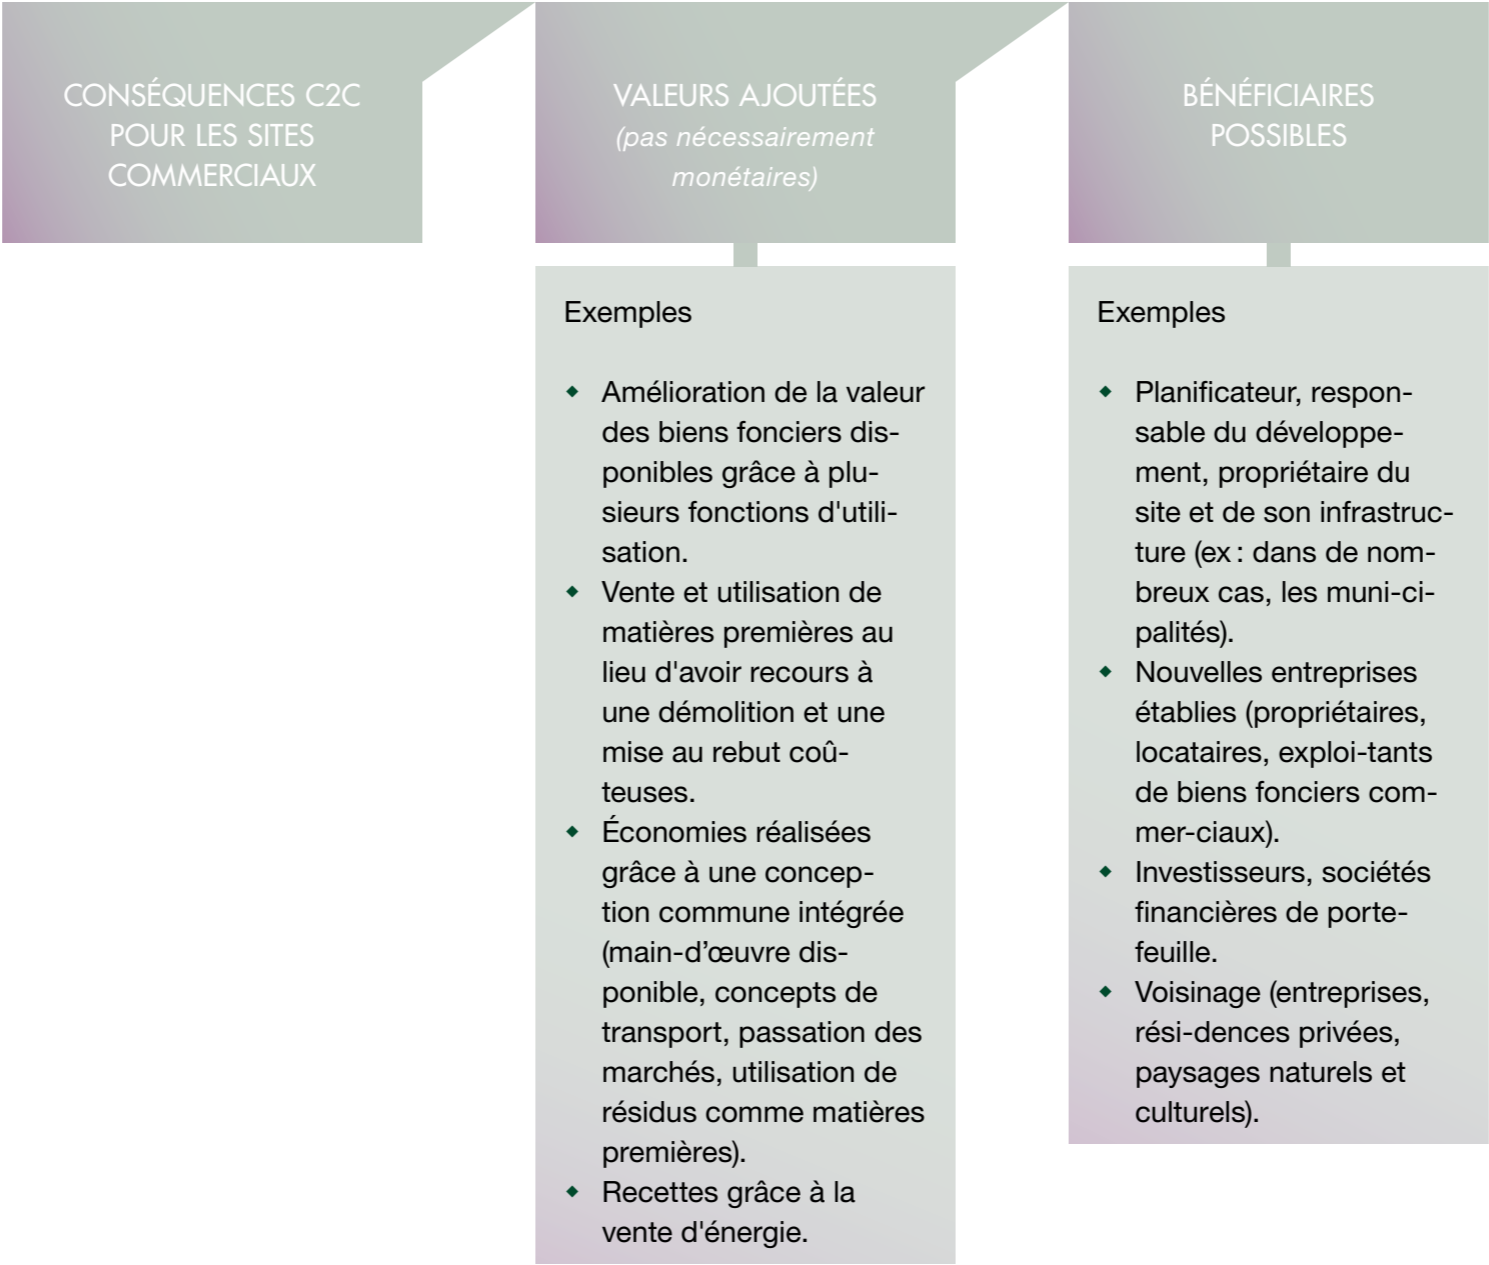 CONSÉQUENCES C2C
POUR LES SITES
COMMERCIAUX
VALEURS AJOUTÉES
(pas nécessairement
monétaires)
BÉNÉFICIAIRES
POSSIBLES
Exemples
Amélioration de la valeur
des biens fonciers dis-
ponibles grâce à plu-
sieurs fonctions d'utili-
sation.
Vente et utilisation de
matières premières au
lieu d'avoir recours à
une démolition et une
mise au rebut coû-
teuses.
Économies réalisées
grâce à une concep-
tion commune intégrée
(main-d’œuvre dis-
ponible, concepts de
transport, passation des
marchés, utilisation de
résidus comme matières
premières).
Recettes grâce à la
vente d'énergie.
Exemples
Planificateur, respon-
sable du développe-
ment, propriétaire du
site et de son infrastruc-
ture (ex : dans de nom-
breux cas, les muni-ci-
palités).
Nouvelles entreprises
établies (propriétaires,
locataires, exploi-tants
de biens fonciers com-
mer-ciaux).
Investisseurs, sociétés
financières de porte-
feuille.
Voisinage (entreprises,
rési-dences privées,
paysages naturels et
culturels).